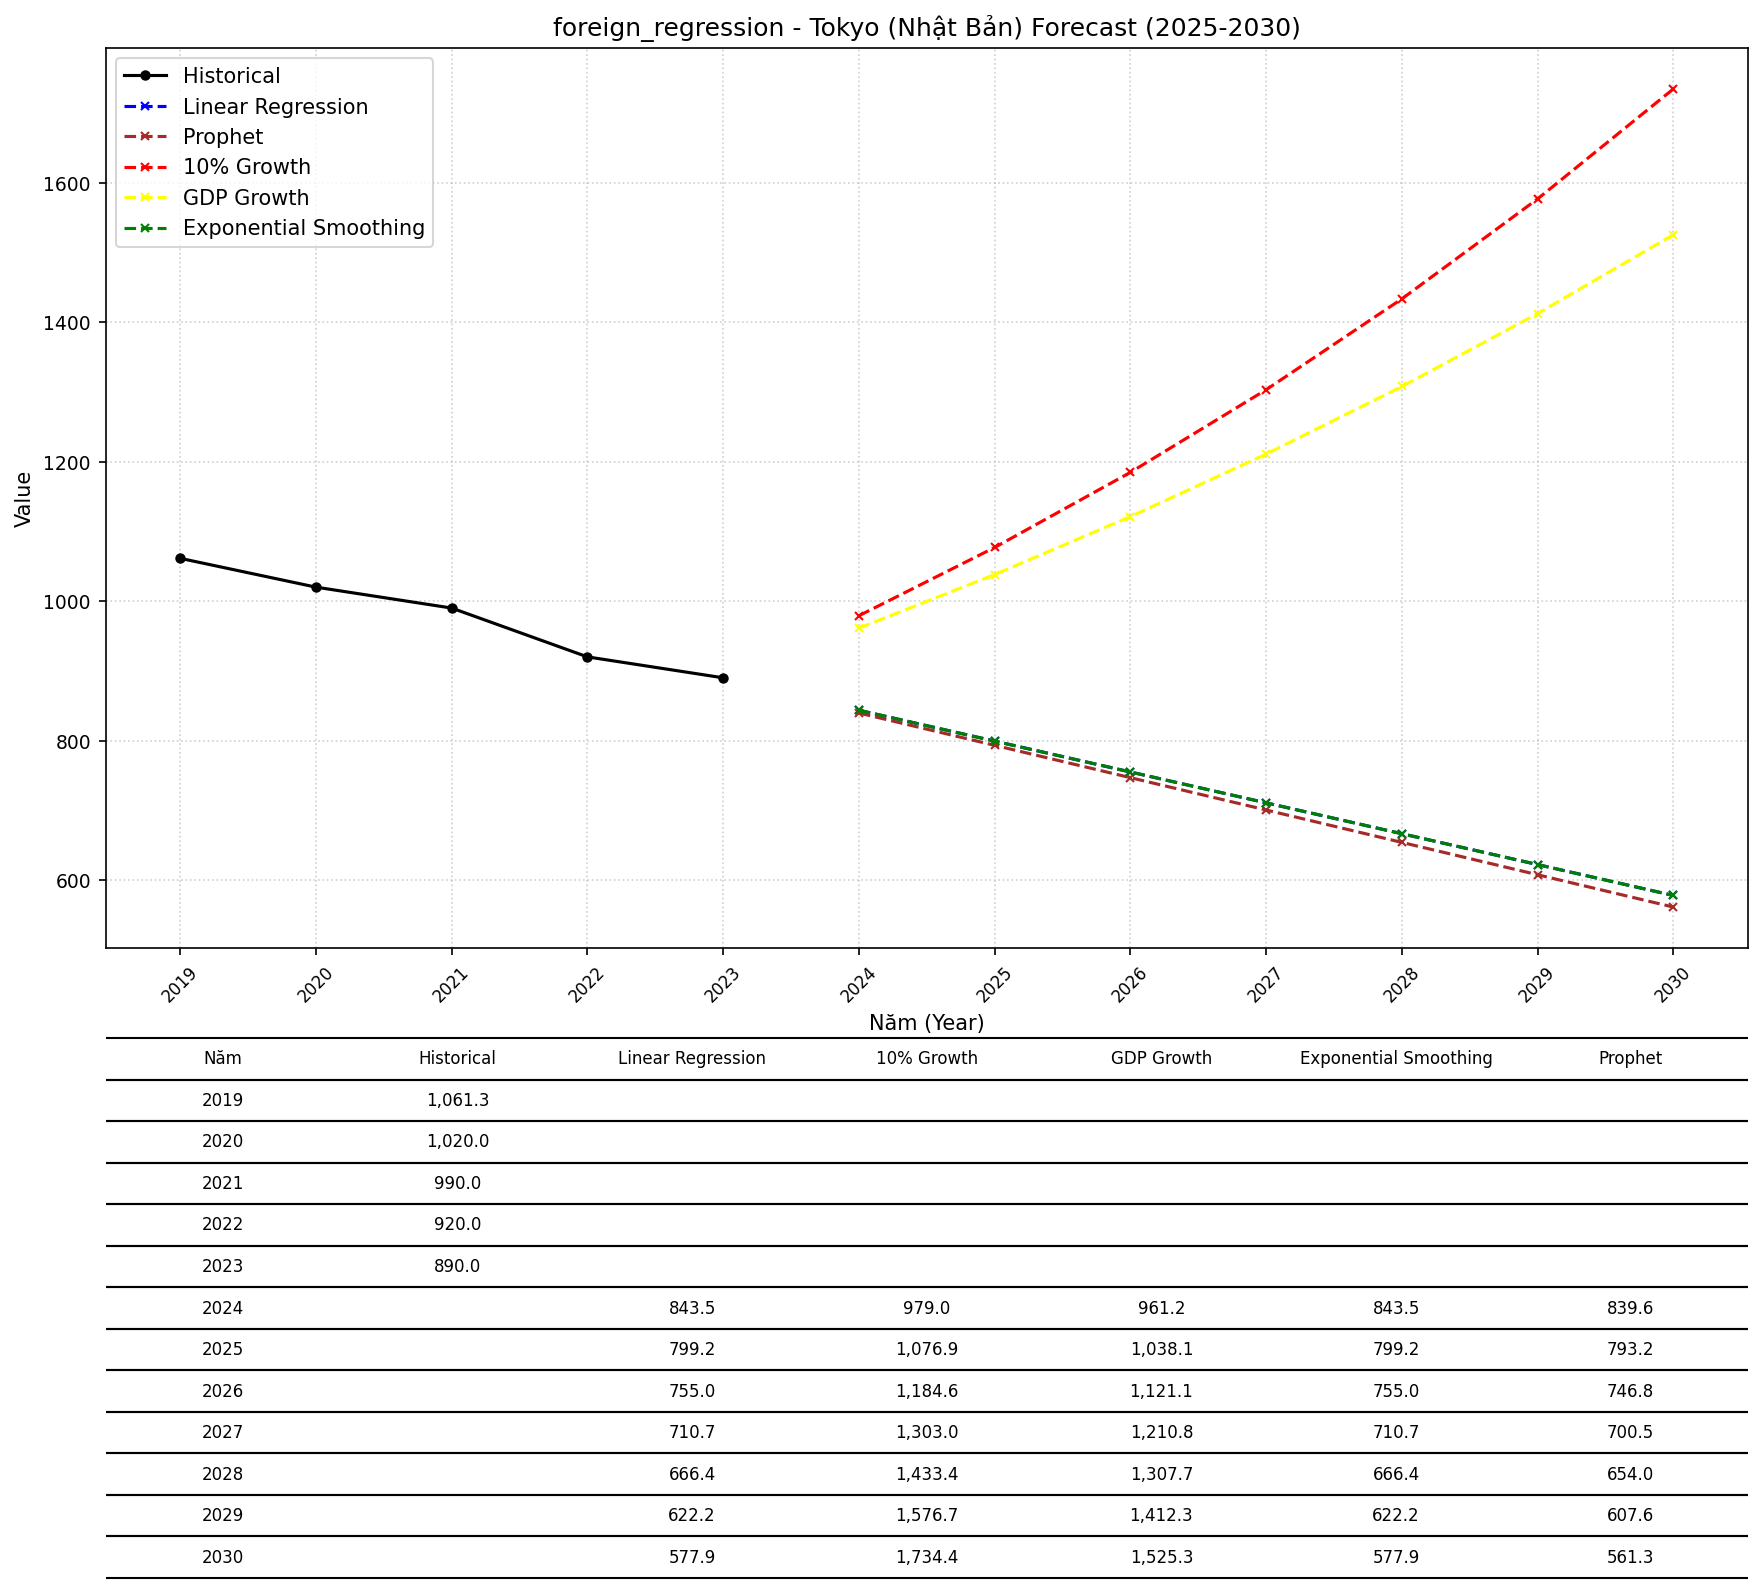 foreign_regression - Tokyo (Nhật Bản) Forecast (2025-2030)
Historical
Linear Regression
Prophet
10% Growth
GDP Growth
Exponential Smoothing
Value
1600
1400
1200
1000
800
600
2019 2020 2021 2022 2023 2024 2025 2026 2027 2028 2029 2030
Năm (Year)
Năm Historical Linear Regression 10% Growth GDP Growth Exponential Smoothing Prophet
2019 1,061.3
2020 1,020.0
2021 990.0
2022 920.0
2023 890.0
2024 843.5 979.0 961.2 843.5 839.6
2025 799.2 1,076.9 1,038.1 799.2 793.2
2026 755.0 1,184.6 1,121.1 755.0 746.8
2027 710.7 1,303.0 1,210.8 710.7 700.5
2028 666.4 1,433.4 1,307.7 666.4 654.0
2029 622.2 1,576.7 1,412.3 622.2 607.6
2030 577.9 1,734.4 1,525.3 577.9 561.3